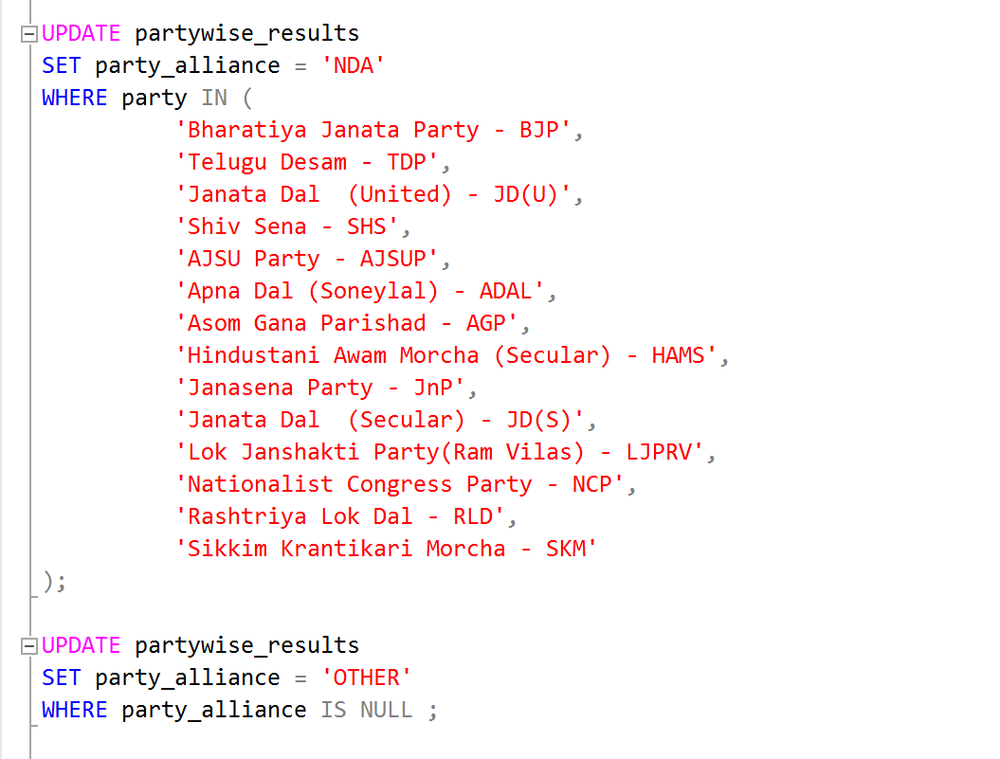 UPDATE partywise_results
SET party_alliance = 'NDA'
WHERE party IN (
'Bharatiya Janata Party - BJP',
'Telugu Desam - TDP',
'Janata Dal  (United) - JD(U)',
'Shiv Sena - SHS',
'AJSU Party - AJSUP',
'Apna Dal (Soneylal) - ADAL',
'Asom Gana Parishad - AGP',
'Hindustani Awam Morcha (Secular) - HAMS',
'Janasena Party - JnP',
'Janata Dal  (Secular) - JD(S)',
'Lok Janshakti Party(Ram Vilas) - LJPRV',
'Nationalist Congress Party - NCP',
'Rashtriya Lok Dal - RLD',
'Sikkim Krantikari Morcha - SKM'
);
UPDATE partywise_results
SET party_alliance = 'OTHER'
WHERE party_alliance IS NULL ;